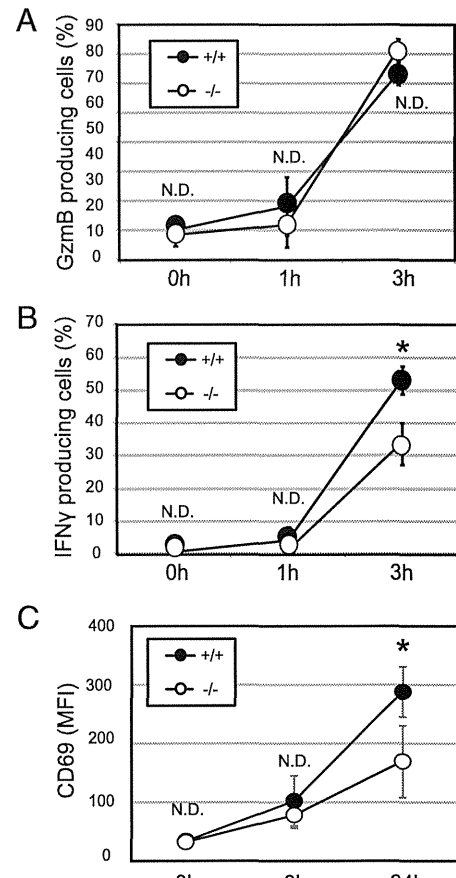 A
GzmB producing cells (%)
90
80
70
60
50
40
30
20
10
0
+/+
-/-
N.D.
N.D.
N.D.
0h
1h
3h
B
IFNγ producing cells (%)
70
60
50
40
30
20
10
0
+/+
-/-
N.D.
N.D.
*
0h
1h
3h
C
CD69 (MFI)
400
300
200
100
0
+/+
-/-
N.D.
N.D.
*